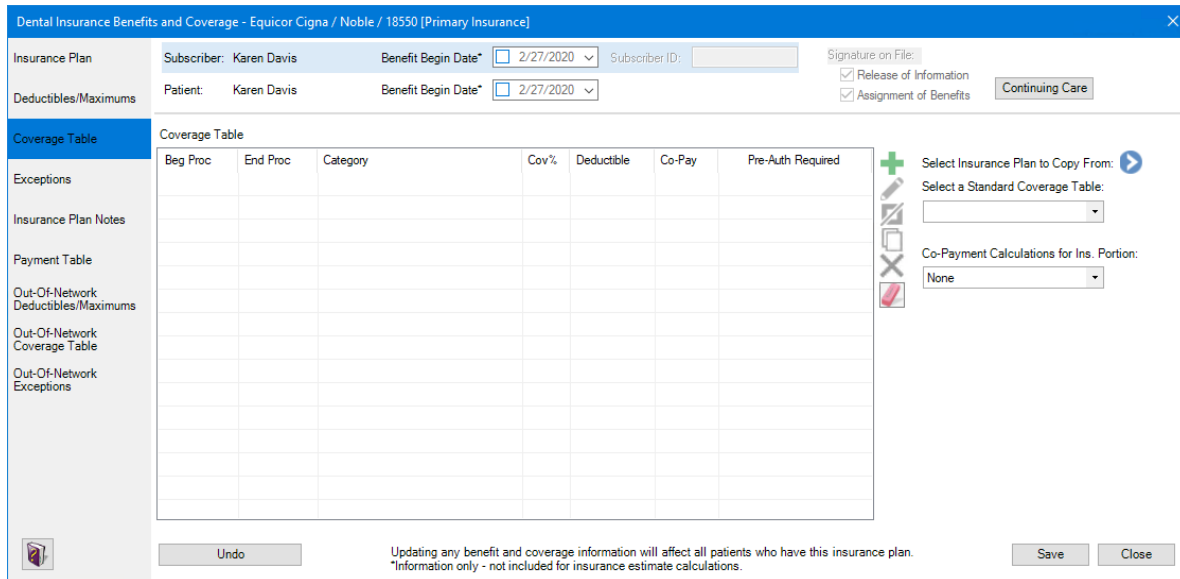 Dental Insurance Benefits and Coverage - Equicor Cigna / Noble / 18550 [Primary Insurance]
Insurance Plan
Deductibles/Maximums
Coverage Table
Exceptions
Insurance Plan Notes
Payment Table
Out-Of-Network
Deductibles/Maximums
Out-Of-Network
Coverage Table
Out-Of-Network
Exceptions
Subscriber: Karen Davis Benefit Begin Date* 2/27/2020 Subscriber ID:
Patient: Karen Davis Benefit Begin Date* 2/27/2020
Signature on File:
Release of Information
Assignment of Benefits
Continuing Care
Coverage Table
Beg Proc End Proc Category Cov% Deductible Co-Pay Pre-Auth Required
Select Insurance Plan to Copy From:
Select a Standard Coverage Table:
Co-Payment Calculations for Ins. Portion:
None
Undo
Updating any benefit and coverage information will affect all patients who have this insurance plan.
*Information only - not included for insurance estimate calculations.
Save Close